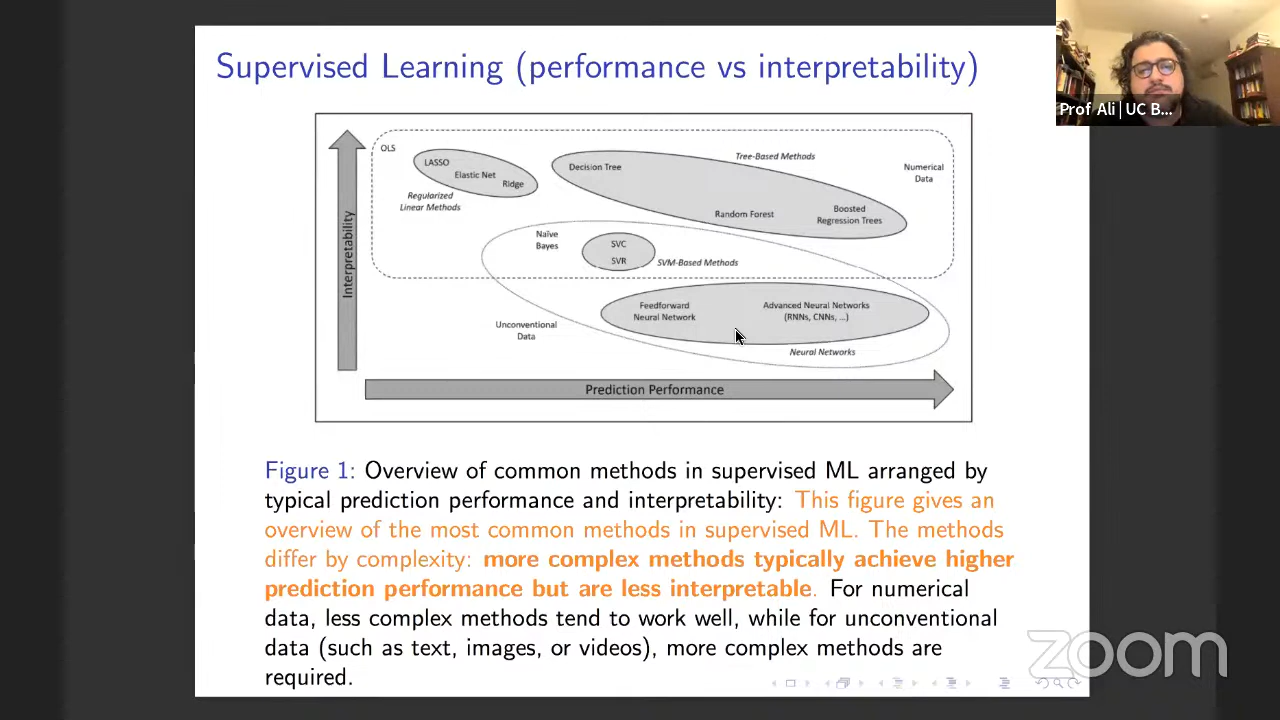 Supervised Learning (performance vs interpretability)
Prof Ali | UC B...
Interpretability
OLS
LASSO
Elastic Net
Ridge
Regularized
Linear Methods
Decision Tree
Tree-Based Methods
Random Forest
Boosted
Regression Trees
Numerical
Data
Naïve
Bayes
SVC
SVR
SVM-Based Methods
Unconventional
Data
Feedforward
Neural Network
Advanced Neural Networks
(RNNs, CNNs, ...)
Neural Networks
Prediction Performance
Figure 1: Overview of common methods in supervised ML arranged by
typical prediction performance and interpretability: This figure gives an
overview of the most common methods in supervised ML. The methods
differ by complexity: more complex methods typically achieve higher
prediction performance but are less interpretable. For numerical
data, less complex methods tend to work well, while for unconventional
data (such as text, images, or videos), more complex methods are
required.
zoom